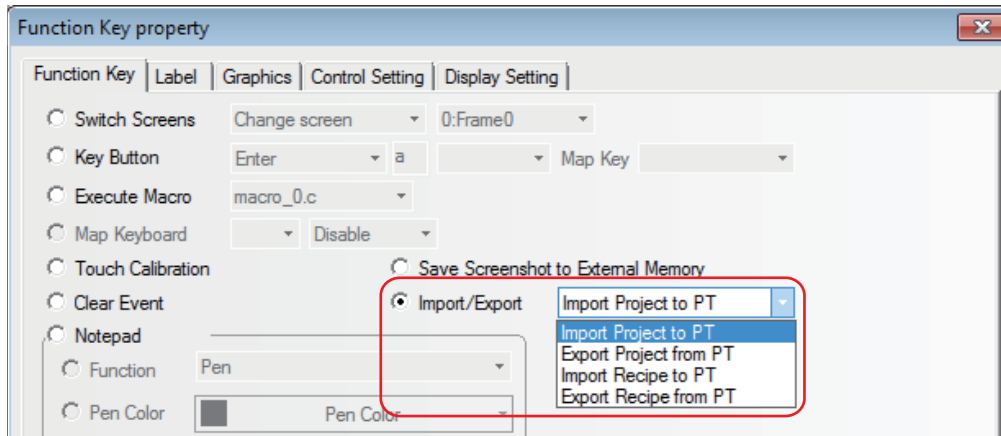 Function Key property
Function Key Label Graphics Control Setting Display Setting
Switch Screens Change screen 0:Frame0
Key Button Enter a Map Key
Execute Macro macro_0.c
Map Keyboard Disable
Touch Calibration Save Screenshot to External Memory
Clear Event Import/Export Import Project to PT
Notepad Import Project to PT
Export Project from PT
Function Pen Import Recipe to PT
Export Recipe from PT
Pen Color Pen Color